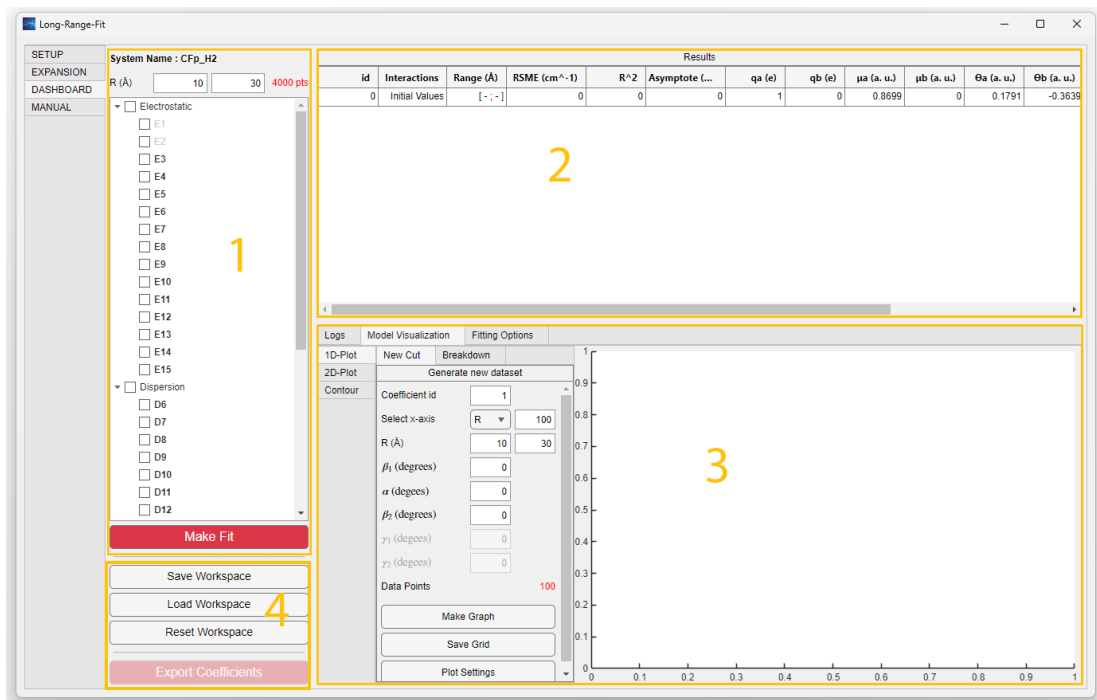 Long-Range-Fit
SETUP
EXPANSION
DASHBOARD
MANUAL
System Name : CFp_H2
R (Å) 10 30 4000 pts
Electrostatic
E1
E2
E3
E4
E5
E6
E7
E8
E9
E10
E11
E12
E13
E14
E15
Dispersion
D6
D7
D8
D9
D10
D11
D12
1
Make Fit
Save Workspace
Load Workspace
Reset Workspace
Export Coefficients
4
Results
id Interactions Range (Å) RSME (cm^-1) R^2 Asymptote (... qa (e) qb (e) μa (a. u.) μb (a. u.) Θa (a. u.) Θb (a. u.)
0 Initial Values [ - ; - ] 0 0 0 1 0 0.8699 0 0.1791 -0.3639
2
Logs Model Visualization Fitting Options
1D-Plot
2D-Plot
Contour
New Cut Breakdown
Generate new dataset
Coefficient id 1
Select x-axis R 100
R (Å) 10 30
β1 (degrees) 0
α (degees) 0
β2 (degrees) 0
γ1 (degees) 0
γ2 (degees) 0
Data Points 100
Make Graph
Save Grid
Plot Settings
1
0.9
0.8
0.7
0.6
0.5
0.4
0.3
0.2
0.1
0
0 0.1 0.2 0.3 0.4 0.5 0.6 0.7 0.8 0.9 1
3